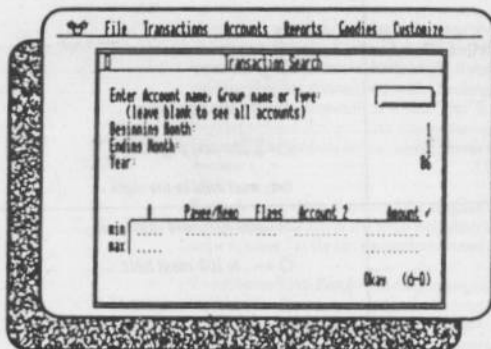 File Transactions Accounts Reports Goodies Customize
Transaction Search
Enter Account name, Group name or Type:
(leave blank to see all accounts)
Beginning Month: 1
Ending Month: 1
Year: 86
# Payee/Memo Flags Account 2 Amount ✓
min .....
max .....
Okay (6-0)